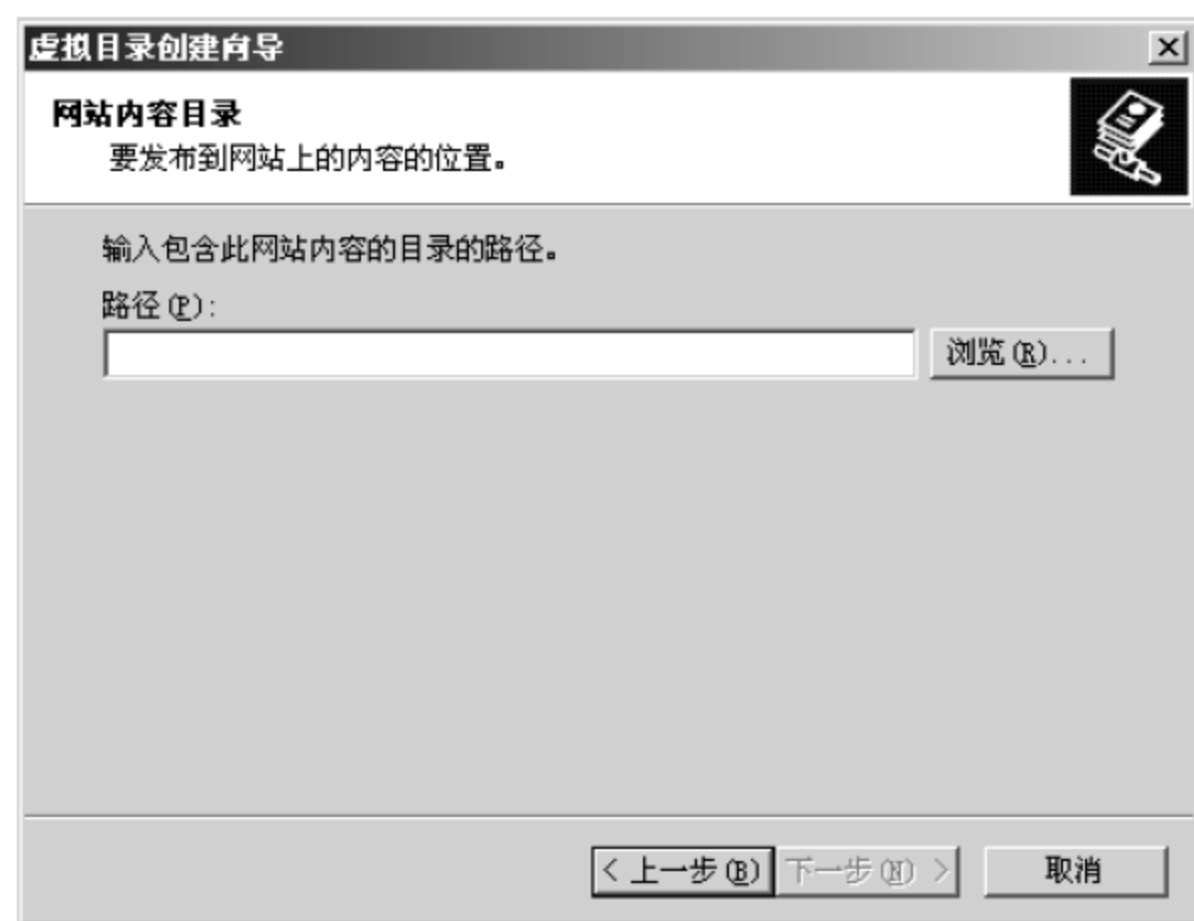 虚拟目录创建向导
网站内容目录
要发布到网站上的内容的位置。
输入包含此网站内容的目录的路径。
路径(P):
浏览(R)...
< 上一步(B) 下一步(N) > 取消